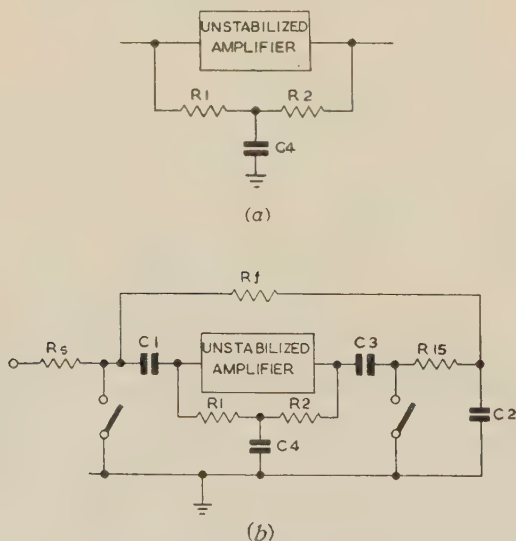 UNSTABILIZED
AMPLIFIER
R1
R2
C4
(a)
Rf
Rs
C1
UNSTABILIZED
AMPLIFIER
C3
R15
R1
R2
C2
C4
(b)